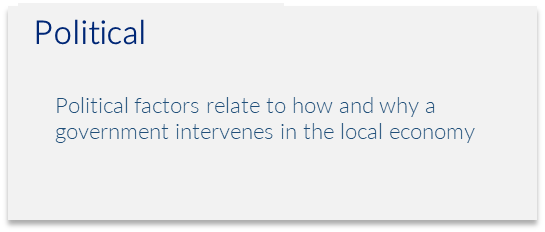 Political
Political factors relate to how and why a
government intervenes in the local economy